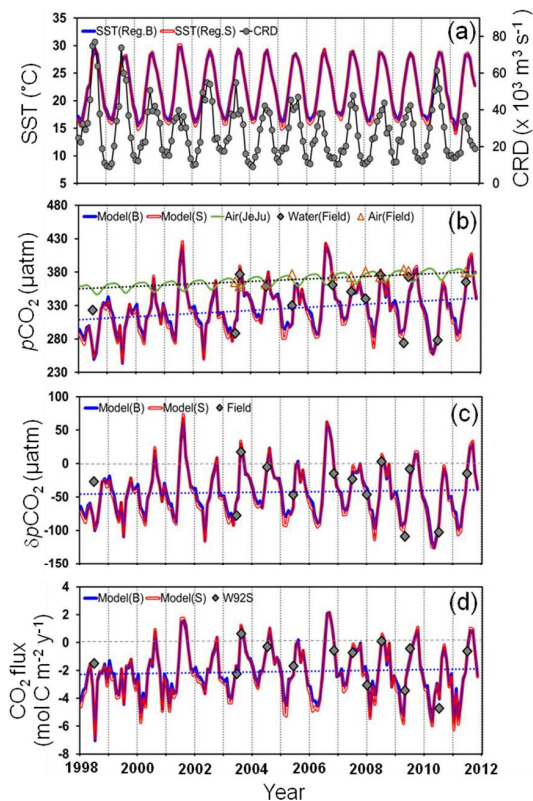 SST(Reg.B) SST(Reg.S) CRD
(a)
35
30
25
20
15
10
5
SST (°C)
80
60
40
20
0
CRD (x 10³ m³ s⁻¹)
Model(B) Model(S) Air(JeJu) Water(Field) Air(Field)
(b)
480
430
380
330
280
230
pCO₂ (μatm)
Model(B) Model(S) Field
(c)
100
50
0
-50
-100
-150
δpCO₂ (μatm)
Model(B) Model(S) W92S
(d)
4
2
0
-2
-4
-6
-8
CO₂ flux
(mol C m⁻² y⁻¹)
1998 2000 2002 2004 2006 2008 2010 2012
Year